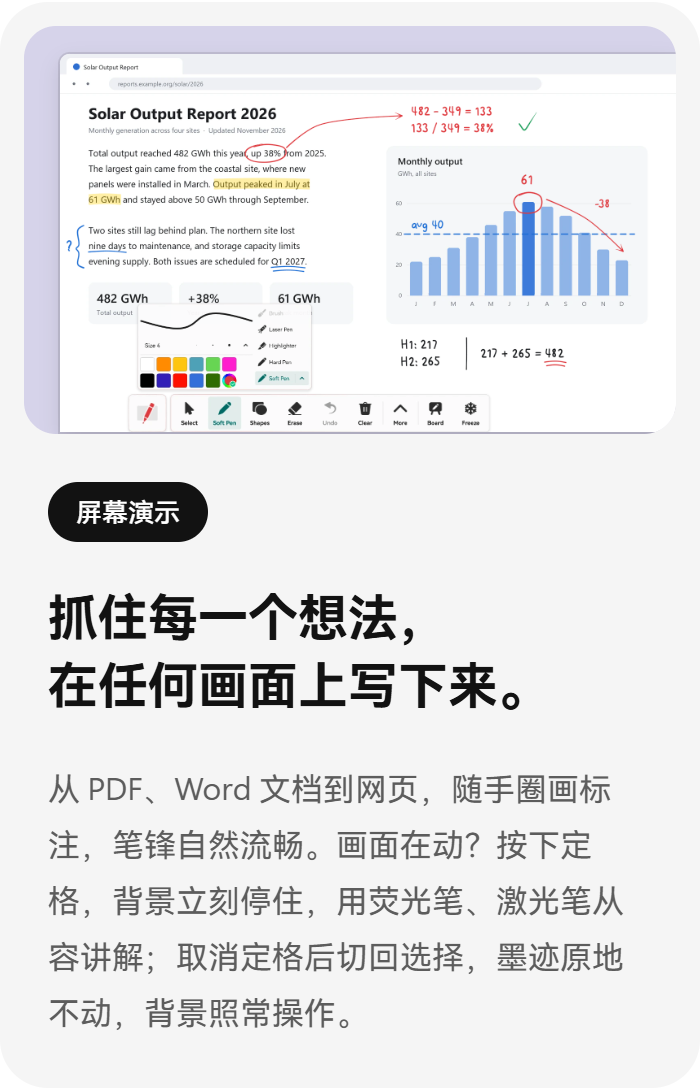 Solar Output Report
reports.example.org/solar/2026
Solar Output Report 2026
Monthly generation across four sites · Updated November 2026
Total output reached 482 GWh this year, up 38% from 2025.
The largest gain came from the coastal site, where new
panels were installed in March. Output peaked in July at
61 GWh and stayed above 50 GWh through September.
?
Two sites still lag behind plan. The northern site lost
nine days to maintenance, and storage capacity limits
evening supply. Both issues are scheduled for Q1 2027.
482 GWh
Total output
+38%
61 GWh
482 - 349 = 133
133 / 349 = 38%
Monthly output
GWh, all sites
61
-38
avg 40
60
40
20
0
J F M A M J J A S O N D
H1: 217
H2: 265
217 + 265 = 482
Size 4
Brush
Laser Pen
Highlighter
Hard Pen
Soft Pen
Select
Soft Pen
Shapes
Erase
Undo
Clear
More
Board
Freeze
屏幕演示
抓住每一个想法，
在任何画面上写下来。
从 PDF、Word 文档到网页，随手圈画标
注，笔锋自然流畅。画面在动？按下定
格，背景立刻停住，用荧光笔、激光笔从
容讲解；取消定格后切回选择，墨迹原地
不动，背景照常操作。